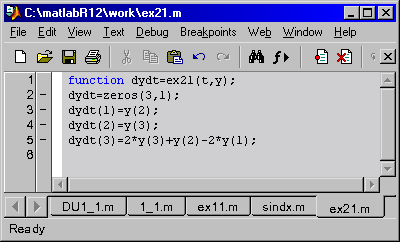 C:\matlabR12\work\ex21.m
File Edit View Text Debug Breakpoints Web Window Help
1 function dydt=ex21(t,y);
2 – dydt=zeros(3,1);
3 – dydt(1)=y(2);
4 – dydt(2)=y(3);
5 – dydt(3)=2*y(3)+y(2)-2*y(1);
6
DU1_1.m 1_1.m ex11.m sindx.m ex21.m
Ready